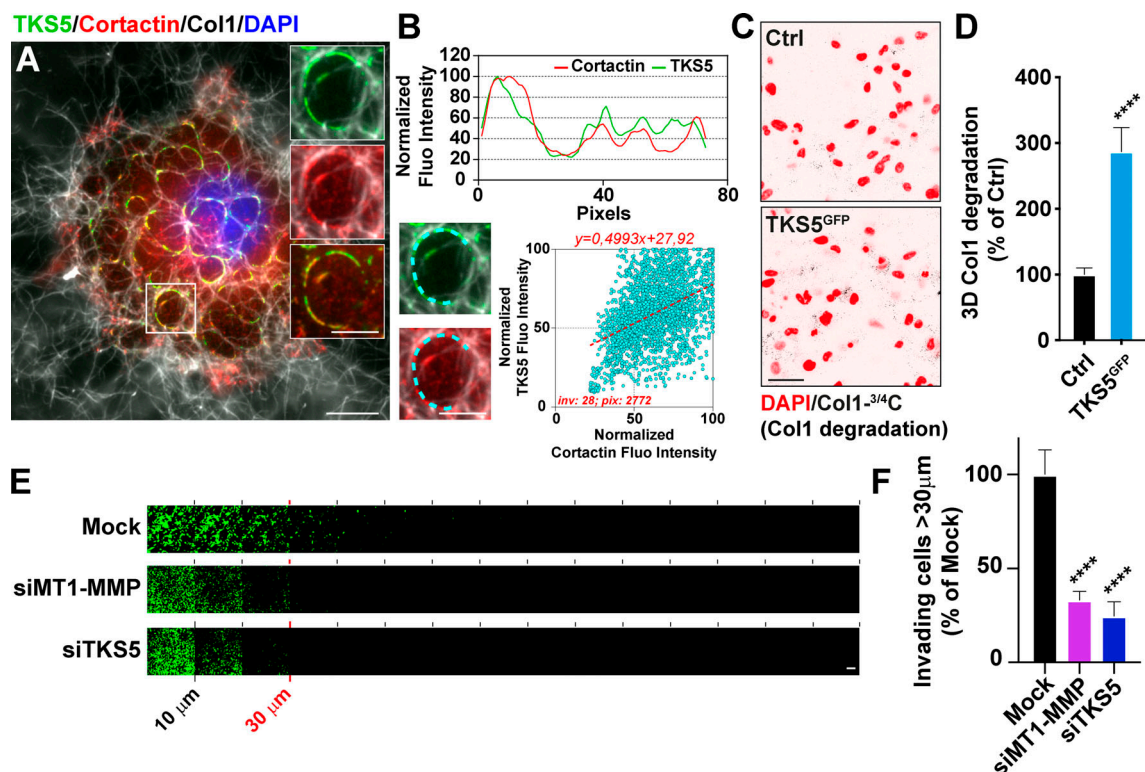 TKS5/Cortactin/Col1/DAPI
A
B
120
100
80
60
40
20
0
Normalized
Fluo Intensity
Cortactin
TKS5
0
40
80
Pixels
y=0,4993x+27,92
100
50
0
Normalized
TKS5 Fluo Intensity
inv: 28; pix: 2772
0
50
100
Normalized
Cortactin Fluo Intensity
C
Ctrl
TKS5GFP
DAPI/Col1-3/4C
(Col1 degradation)
D
400
300
200
100
0
3D Col1 degradation
(% of Ctrl)
****
Ctrl
TKS5GFP
E
Mock
siMT1-MMP
siTKS5
10 μm
30 μm
F
100
50
0
Invading cells >30μm
(% of Mock)
****
****
Mock
siMT1-MMP
siTKS5